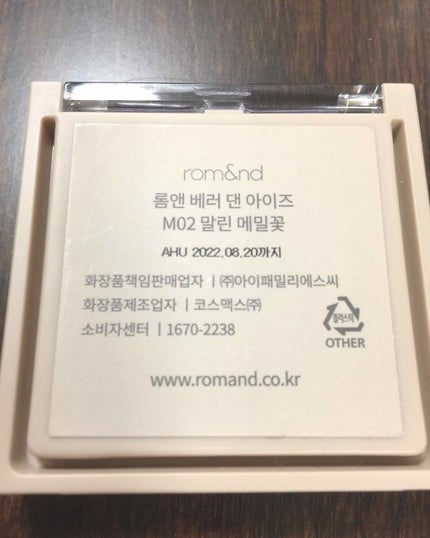 rom&nd
롬앤 베러 댄 아이즈
M02 말린 메밀꽃
AHU 2022.08.20까지
화장품책임판매업자 ㅣ㈜아이패밀리에스씨
화장품제조업자 ㅣ코스맥스㈜
소비자센터 ㅣ1670-2238
플라스틱
OTHER
www.romand.co.kr